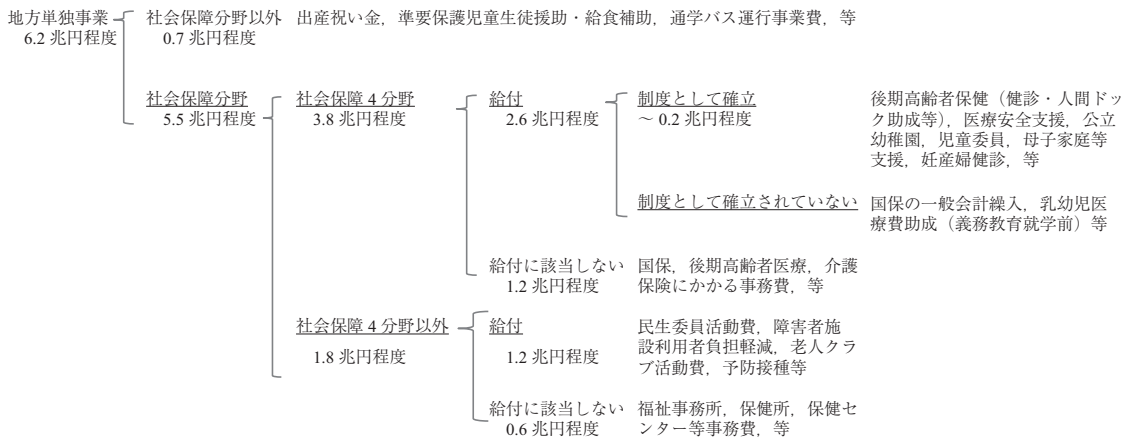 地方単独事業 社会保障分野以外 出産祝い金，準要保護児童生徒援助・給食補助，通学バス運行事業費，等
6.2 兆円程度 0.7 兆円程度
社会保障分野 社会保障 4 分野 給付 制度として確立 後期高齢者保健（健診・人間ドッ
5.5 兆円程度 3.8 兆円程度 2.6 兆円程度 ～ 0.2 兆円程度 ク助成等），医療安全支援，公立
幼稚園，児童委員，母子家庭等
支援，妊産婦健診，等
制度として確立されていない 国保の一般会計繰入，乳幼児医
療費助成（義務教育就学前）等
給付に該当しない 国保，後期高齢者医療，介護
1.2 兆円程度 保険にかかる事務費，等
社会保障 4 分野以外 給付 民生委員活動費，障害者施
設利用者負担軽減，老人クラ
1.8 兆円程度 1.2 兆円程度 ブ活動費，予防接種等
給付に該当しない 福祉事務所，保健所，保健セ
0.6 兆円程度 ンター等事務費，等